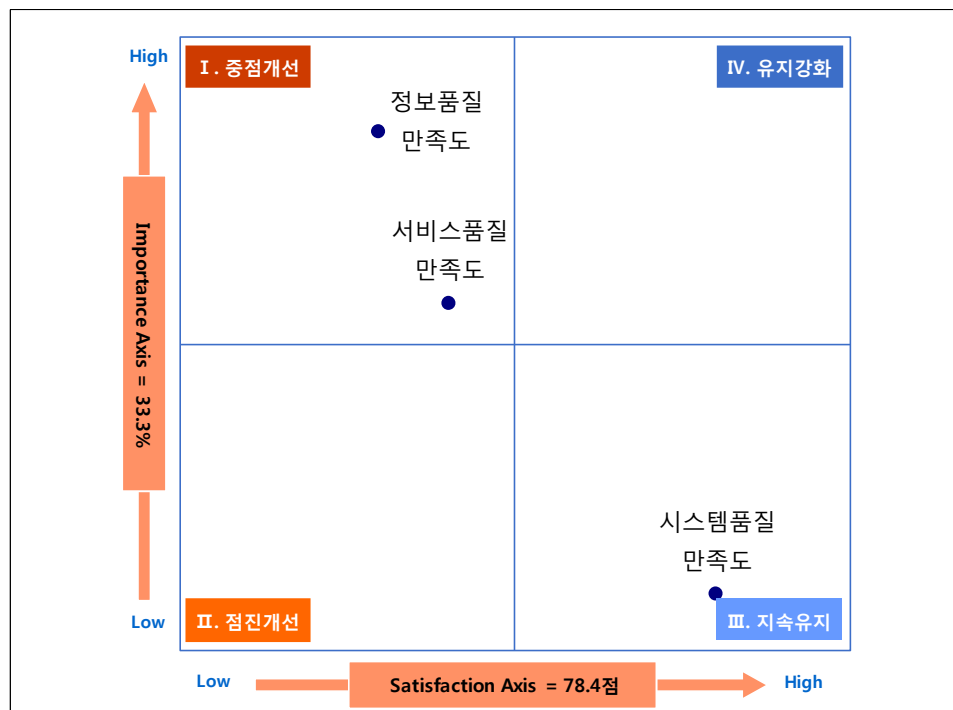 High
Ⅰ. 중점개선
Ⅳ. 유지강화
정보품질
만족도
서비스품질
만족도
Importance Axis = 33.3%
시스템품질
만족도
Low
Ⅱ. 점진개선
Ⅲ. 지속유지
Low
Satisfaction Axis = 78.4점
High